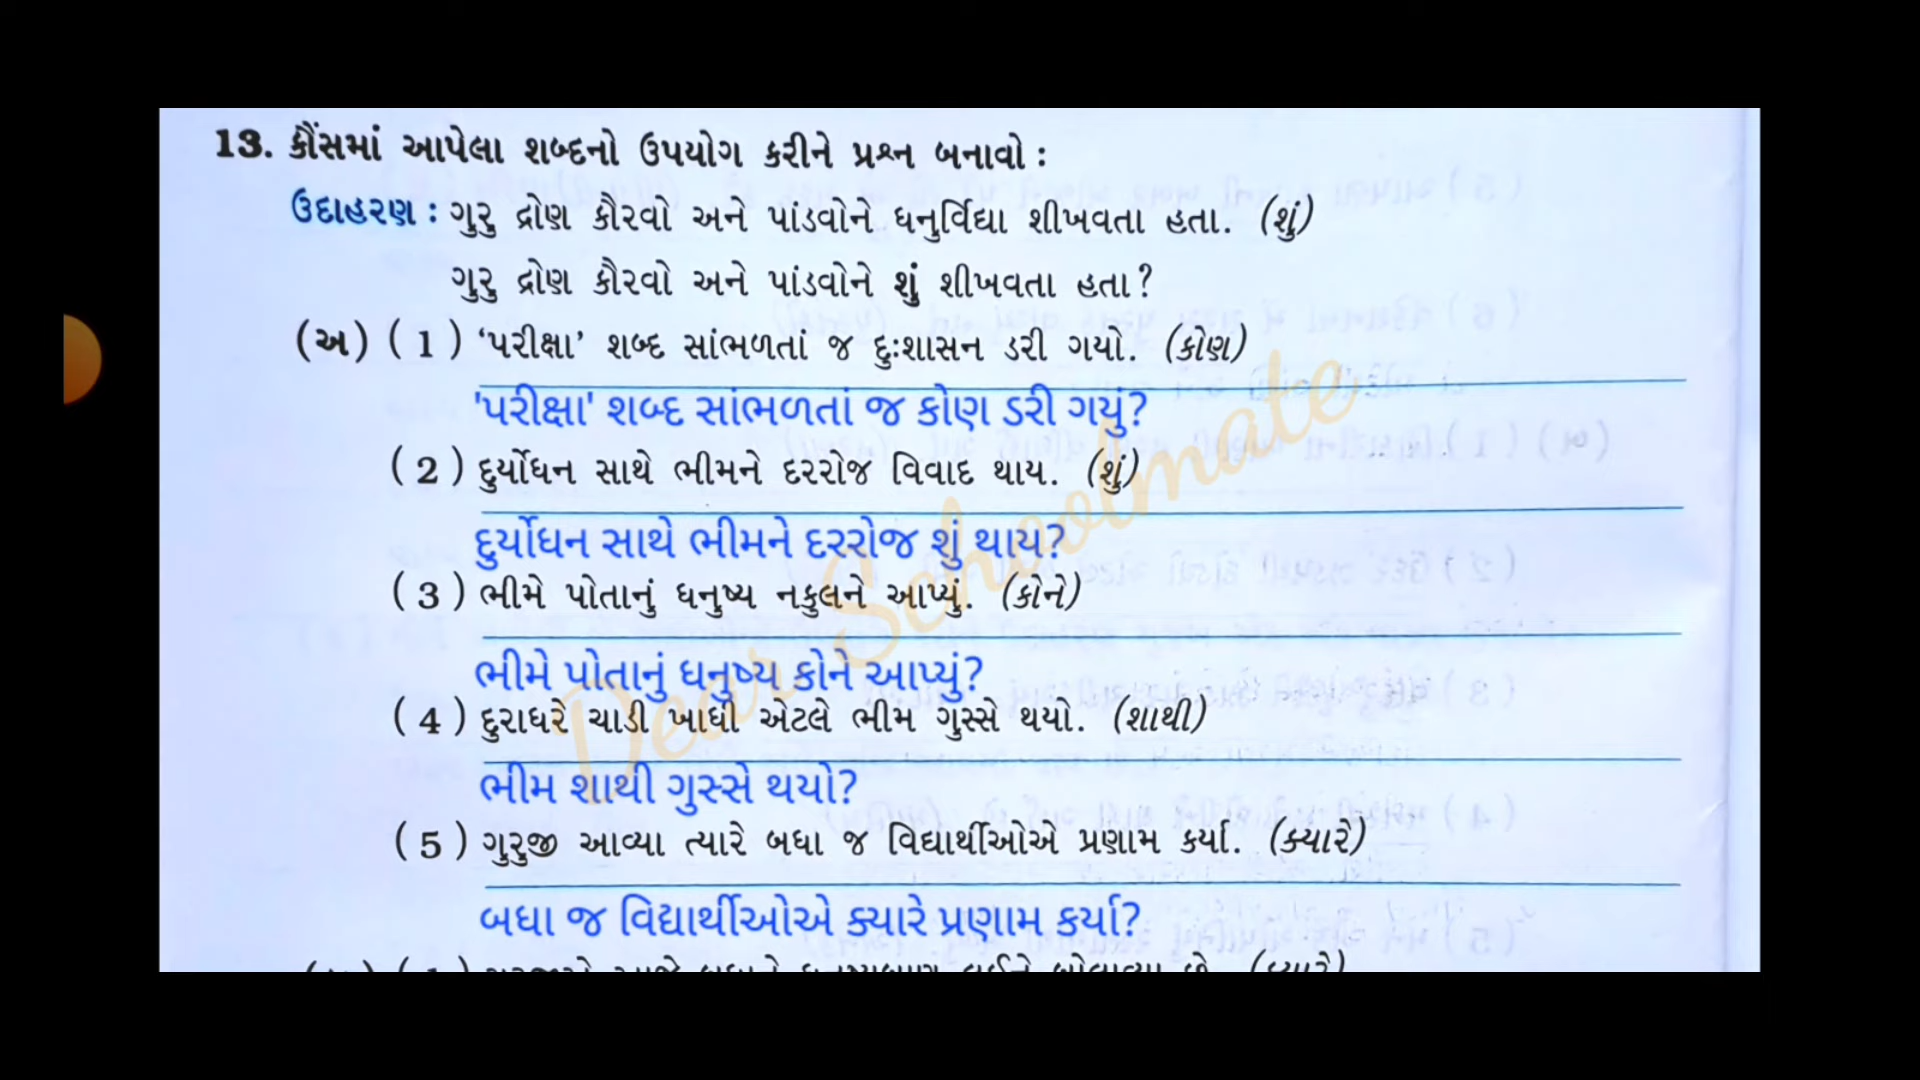 13. કૌંસમાં આપેલા શબ્દનો ઉપયોગ કરીને પ્રશ્ન બનાવો :
ઉદાહરણ : ગુરુ દ્રોણ કૌરવો અને પાંડવોને ધનુર્વિદ્યા શીખવતા હતા. (શું)
ગુરુ દ્રોણ કૌરવો અને પાંડવોને શું શીખવતા હતા?
(અ) ( 1 ) ‘પરીક્ષા’ શબ્દ સાંભળતાં જ દુઃશાસન ડરી ગયો. (કોણ)
'પરીક્ષા' શબ્દ સાંભળતાં જ કોણ ડરી ગયું?
( 2 ) દુર્યોધન સાથે ભીમને દરરોજ વિવાદ થાય. (શું)
દુર્યોધન સાથે ભીમને દરરોજ શું થાય?
( 3 ) ભીમે પોતાનું ધનુષ્ય નકુલને આપ્યું. (કોને)
ભીમે પોતાનું ધનુષ્ય કોને આપ્યું?
( 4 ) દુરાધરે ચાડી ખાધી એટલે ભીમ ગુસ્સે થયો. (શાથી)
ભીમ શાથી ગુસ્સે થયો?
( 5 ) ગુરુજી આવ્યા ત્યારે બધા જ વિદ્યાર્થીઓએ પ્રણામ કર્યા. (ક્યારે)
બધા જ વિદ્યાર્થીઓએ ક્યારે પ્રણામ કર્યા?
Dear Schoolmate